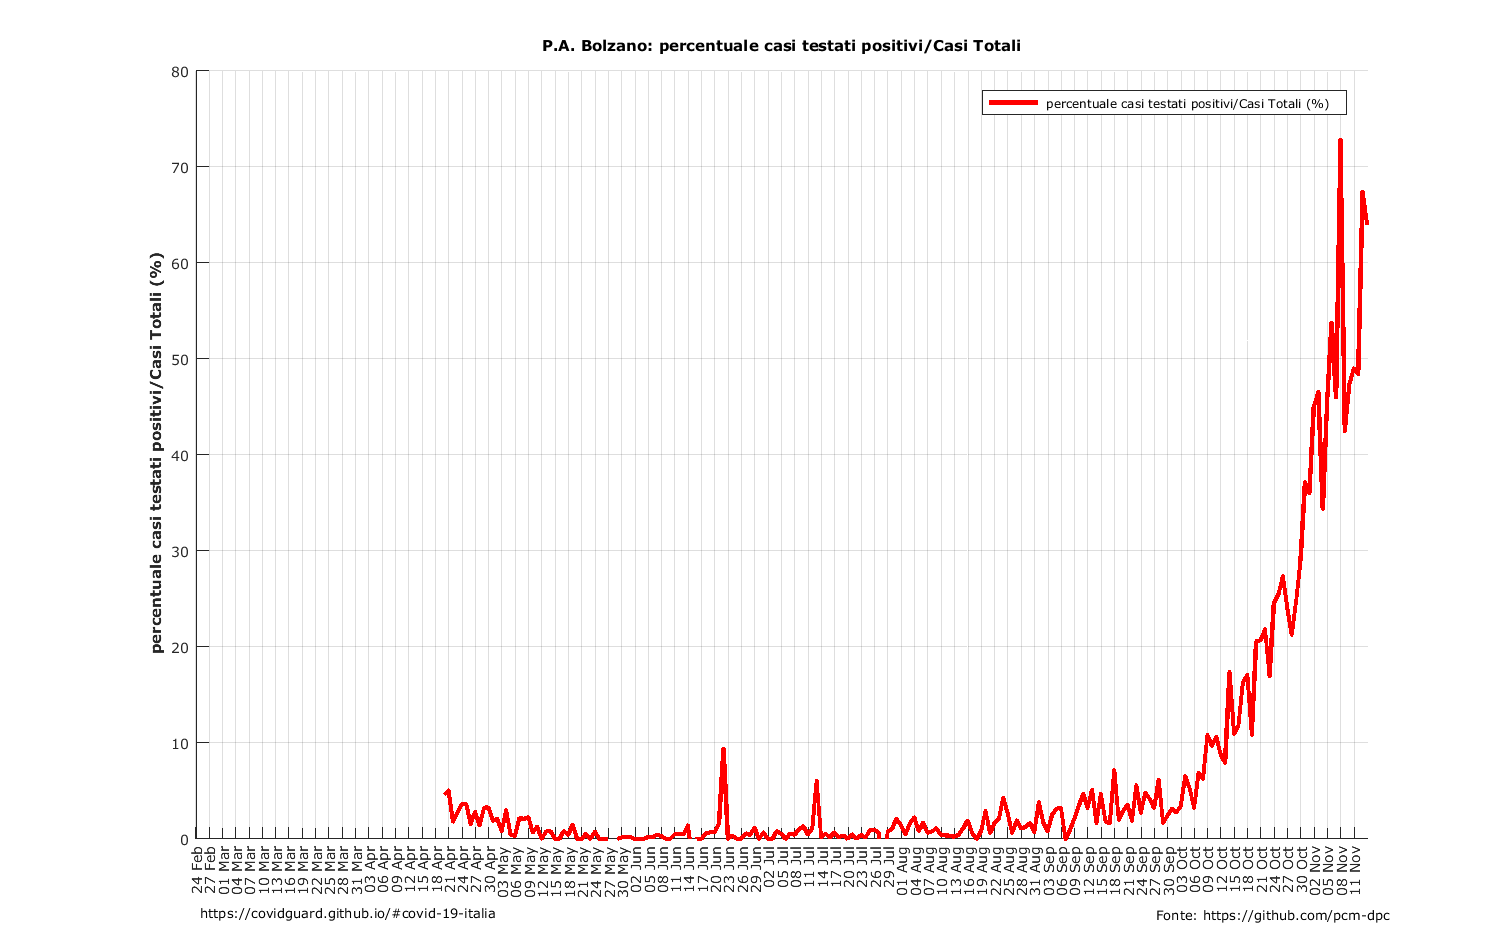 P.A. Bolzano: percentuale casi testati positivi/Casi Totali
percentuale casi testati positivi/Casi Totali (%)
percentuale casi testati positivi/Casi Totali (%)
80
70
60
50
40
30
20
10
0
24 Feb
27 Feb
01 Mar
04 Mar
07 Mar
10 Mar
13 Mar
16 Mar
19 Mar
22 Mar
25 Mar
28 Mar
31 Mar
03 Apr
06 Apr
09 Apr
12 Apr
15 Apr
18 Apr
21 Apr
24 Apr
27 Apr
30 Apr
03 May
06 May
09 May
12 May
15 May
18 May
21 May
24 May
27 May
30 May
02 Jun
05 Jun
08 Jun
11 Jun
14 Jun
17 Jun
20 Jun
23 Jun
26 Jun
29 Jun
02 Jul
05 Jul
08 Jul
11 Jul
14 Jul
17 Jul
20 Jul
23 Jul
26 Jul
29 Jul
01 Aug
04 Aug
07 Aug
10 Aug
13 Aug
16 Aug
19 Aug
22 Aug
25 Aug
28 Aug
31 Aug
03 Sep
06 Sep
09 Sep
12 Sep
15 Sep
18 Sep
21 Sep
24 Sep
27 Sep
30 Sep
03 Oct
06 Oct
09 Oct
12 Oct
15 Oct
18 Oct
21 Oct
24 Oct
27 Oct
30 Oct
02 Nov
05 Nov
08 Nov
11 Nov
https://covidguard.github.io/#covid-19-italia
Fonte: https://github.com/pcm-dpc